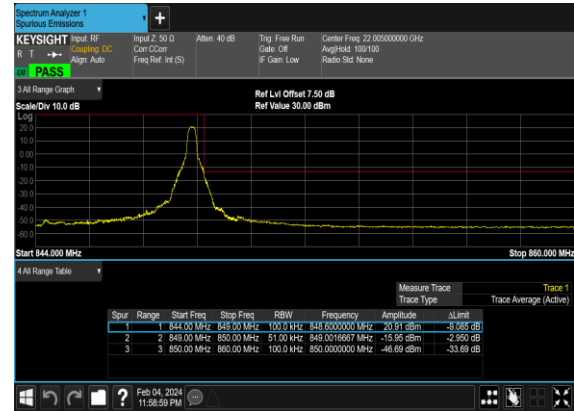 Spectrum Analyzer 1
Spurious Emissions
+
KEYSIGHT Input: RF Input Z: 50 Ω Atten: 40 dB Trig: Free Run Center Freq: 22.005000000 GHz
R T Coupling: DC Corr CCorr Gate: Off Avg|Hold: 100/100
Align: Auto Freq Ref: Int (S) IF Gain: Low Radio Std: None
LW PASS
3 All Range Graph
Ref Lvl Offset 7.50 dB
Scale/Div 10.0 dB Ref Value 30.00 dBm
Log
20.0
10.0
0.00
-10.0
-20.0
-30.0
-40.0
-50.0
-60.0
Start 844.000 MHz Stop 860.000 MHz
4 All Range Table
Measure Trace Trace 1
Trace Type Trace Average (Active)
Spur Range Start Freq Stop Freq RBW Frequency Amplitude ΔLimit
1 1 844.00 MHz 849.00 MHz 100.0 kHz 848.6000000 MHz 20.91 dBm -9.085 dB
2 2 849.00 MHz 850.00 MHz 51.00 kHz 849.0016667 MHz -15.95 dBm -2.950 dB
3 3 850.00 MHz 860.00 MHz 100.0 kHz 850.0000000 MHz -46.69 dBm -33.69 dB
?
Feb 04, 2024
11:58:59 PM